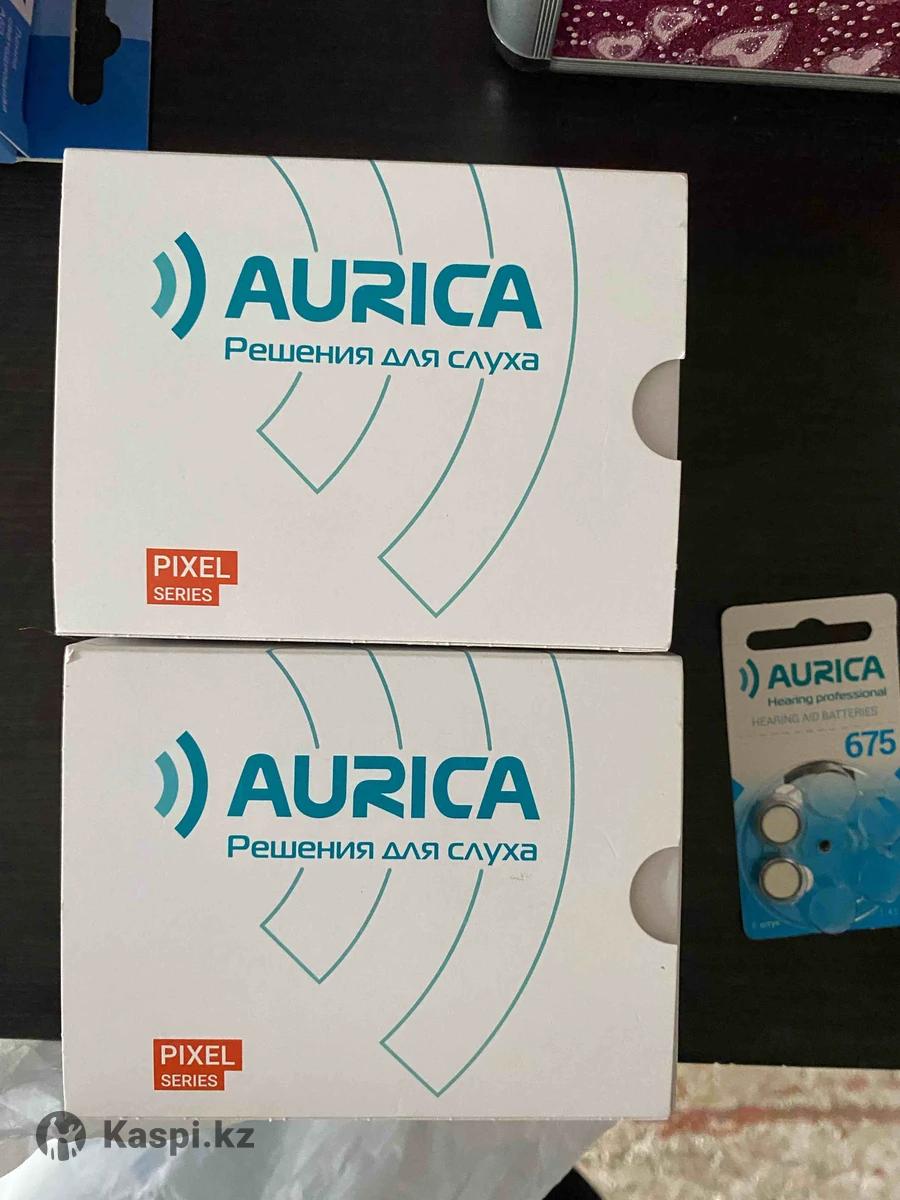 AURICA
Решения для слуха
PIXEL
SERIES
AURICA
Решения для слуха
PIXEL
SERIES
AURICA
Hearing professional
HEARING AID BATTERIES
675
Kaspi.kz